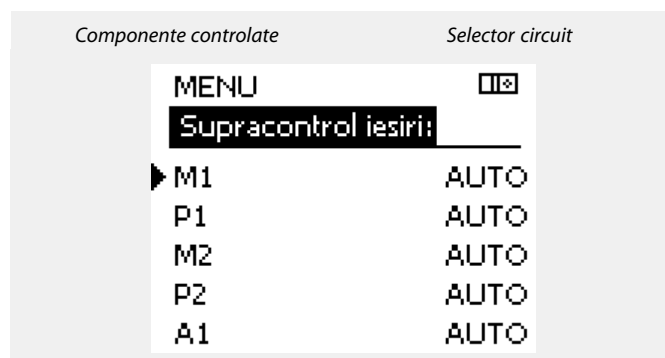 Componente controlate Selector circuit
MENU
Supracontrol iesiri:
M1 AUTO
P1 AUTO
M2 AUTO
P2 AUTO
A1 AUTO